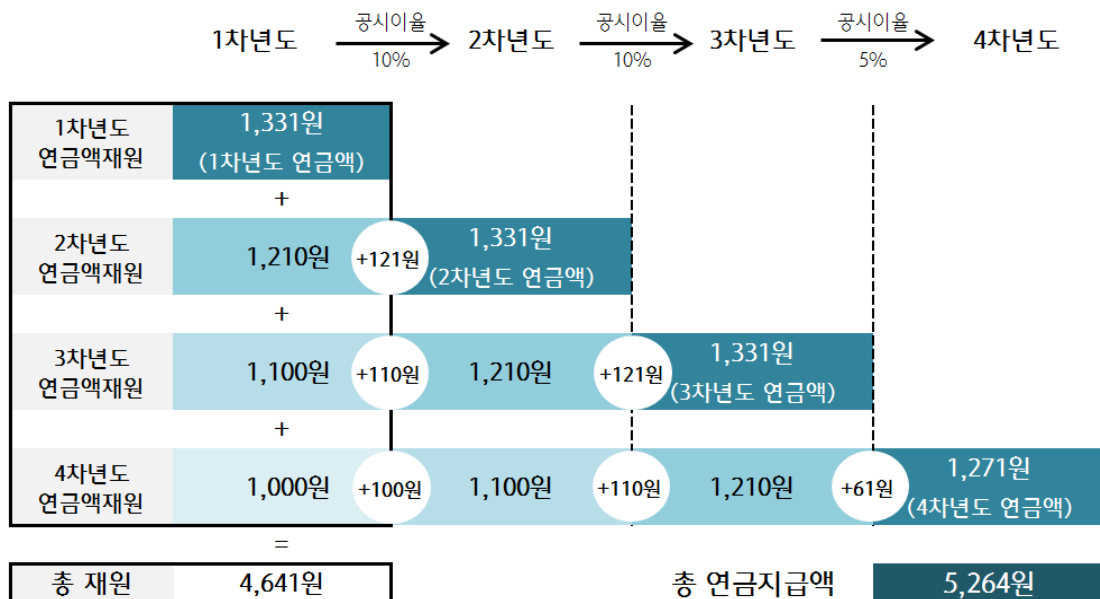 공시이율 공시이율 공시이율
1차년도 2차년도 3차년도 4차년도
10% 10% 5%
1차년도
연금액재원
1,331원
(1차년도 연금액)
+
2차년도
연금액재원
1,210원
+121원
1,331원
(2차년도 연금액)
+
3차년도
연금액재원
1,100원
+110원
1,210원
+121원
1,331원
(3차년도 연금액)
+
4차년도
연금액재원
1,000원
+100원
1,100원
+110원
1,210원
+61원
1,271원
(4차년도 연금액)
=
총 재원 4,641원 총 연금지급액 5,264원